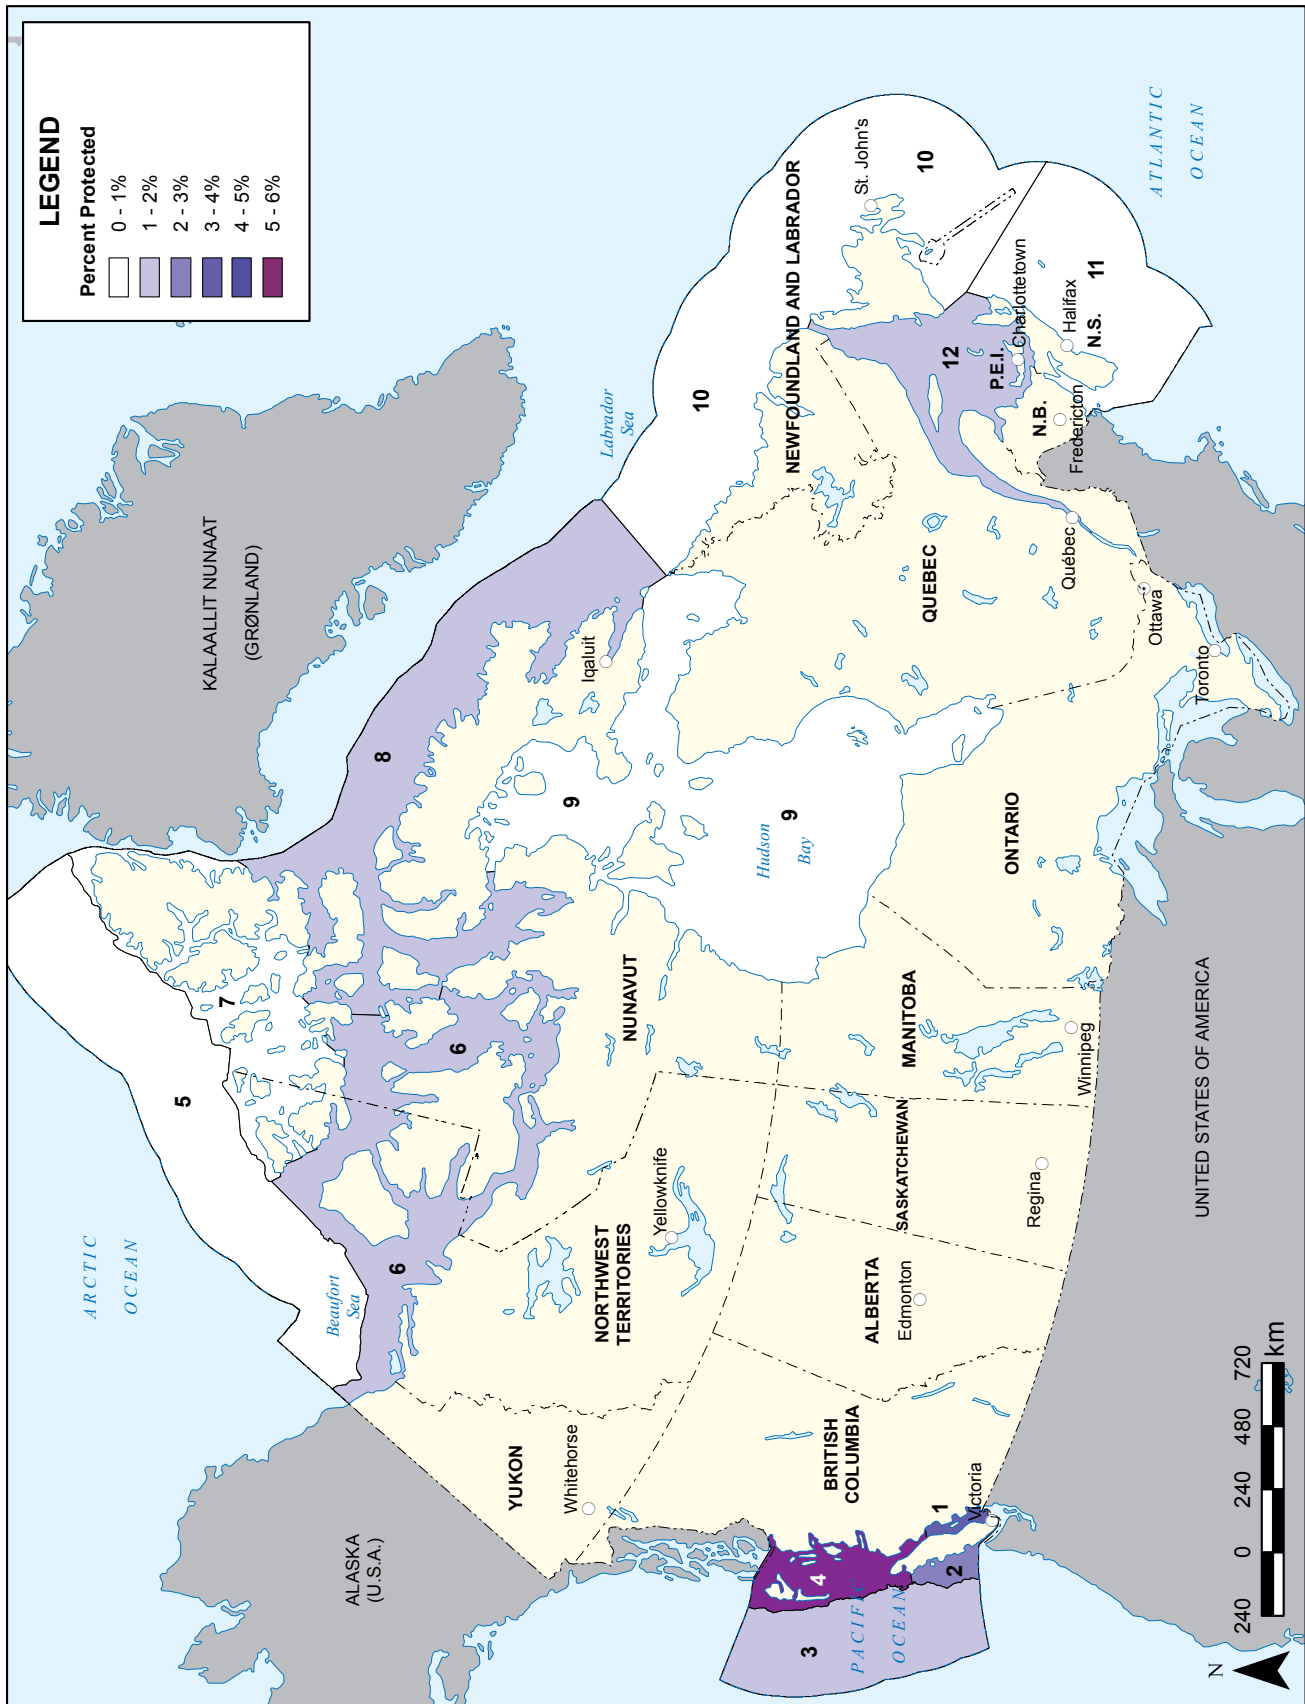 LEGEND
Percent Protected
0 - 1%
1 - 2%
2 - 3%
3 - 4%
4 - 5%
5 - 6%
KALAALLIT NUNAAT
(GRØNLAND)
ARCTIC
OCEAN
Beaufort
Sea
ALASKA
(U.S.A.)
5
7
6
6
8
9
9
10
10
11
12
Labrador
Sea
Iqaluit
YUKON
Whitehorse
NORTHWEST
TERRITORIES
Yellowknife
NUNAVUT
Hudson
Bay
NEWFOUNDLAND AND LABRADOR
St. John's
BRITISH
COLUMBIA
Victoria
1
2
3
4
PACIFIC
OCEAN
ALBERTA
Edmonton
SASKATCHEWAN
Regina
MANITOBA
Winnipeg
ONTARIO
Toronto
Ottawa
QUEBEC
Québec
N.B.
Fredericton
P.E.I.
Charlottetown
N.S.
Halifax
ATLANTIC
OCEAN
UNITED STATES OF AMERICA
N
240 0 240 480 720
km